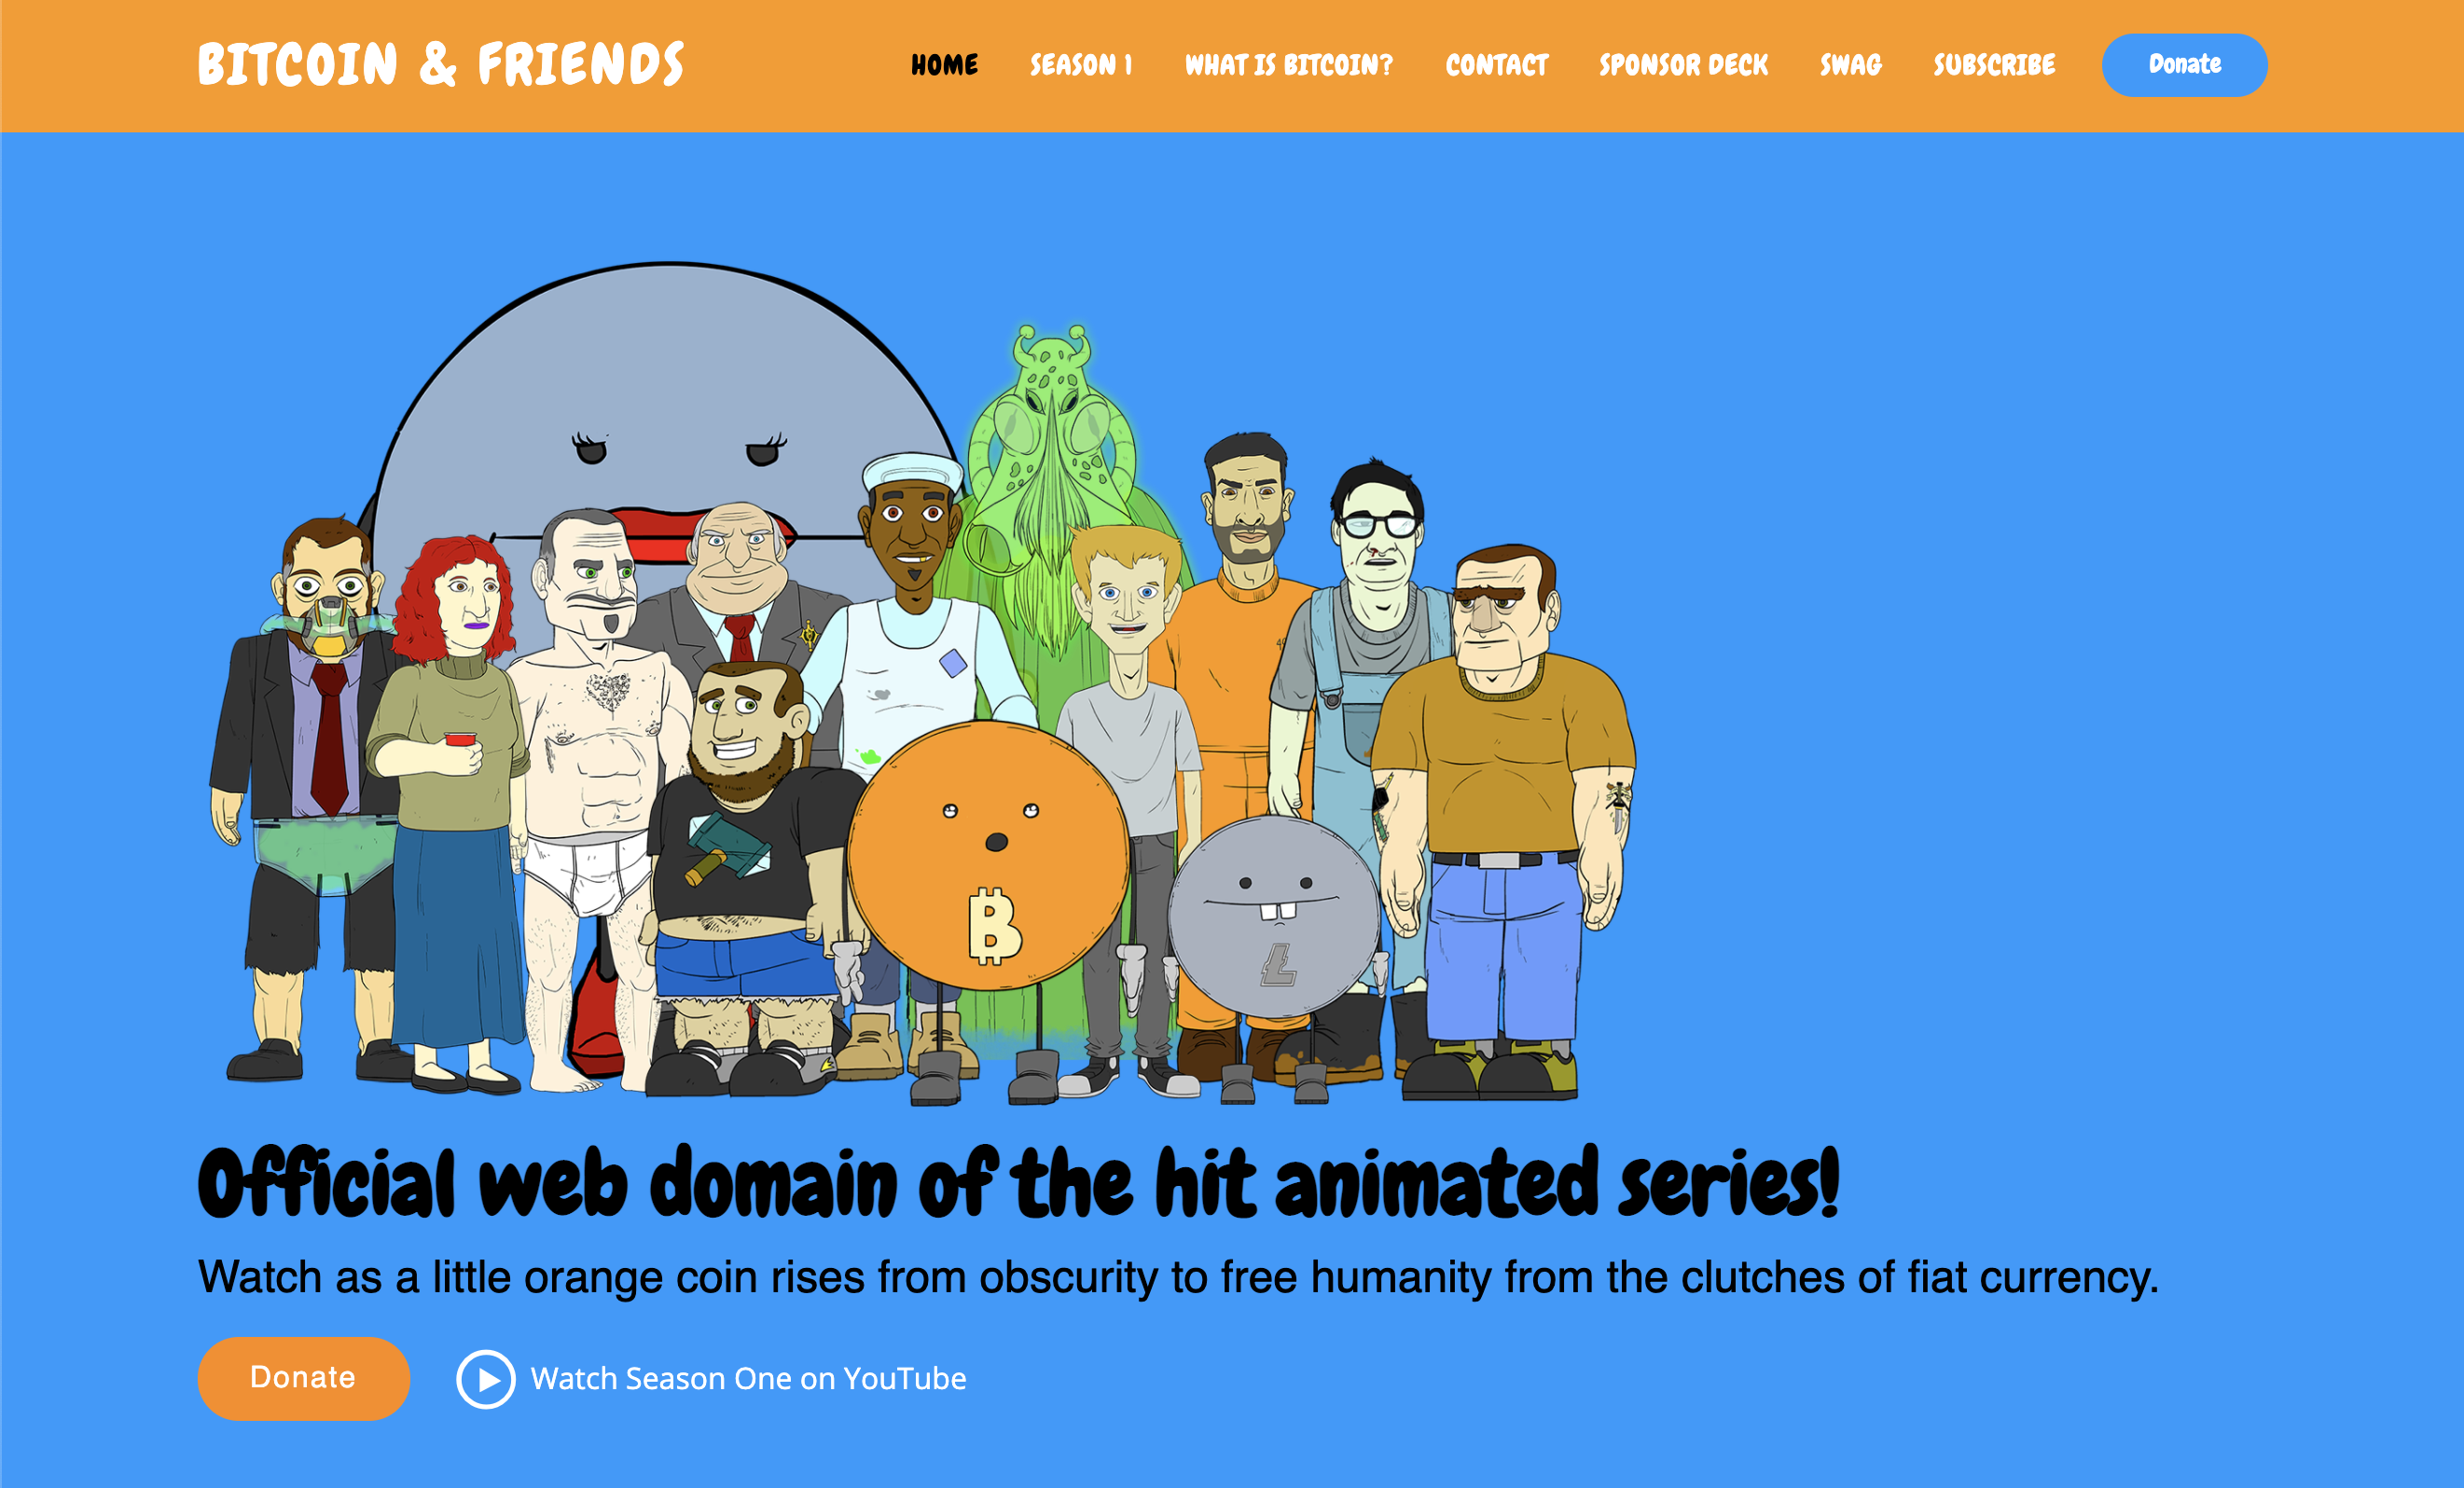 BITCOIN & FRIENDS
HOME SEASON 1 WHAT IS BITCOIN? CONTACT SPONSOR DECK SWAG SUBSCRIBE Donate
Official web domain of the hit animated series!
Watch as a little orange coin rises from obscurity to free humanity from the clutches of fiat currency.
Donate Watch Season One on YouTube